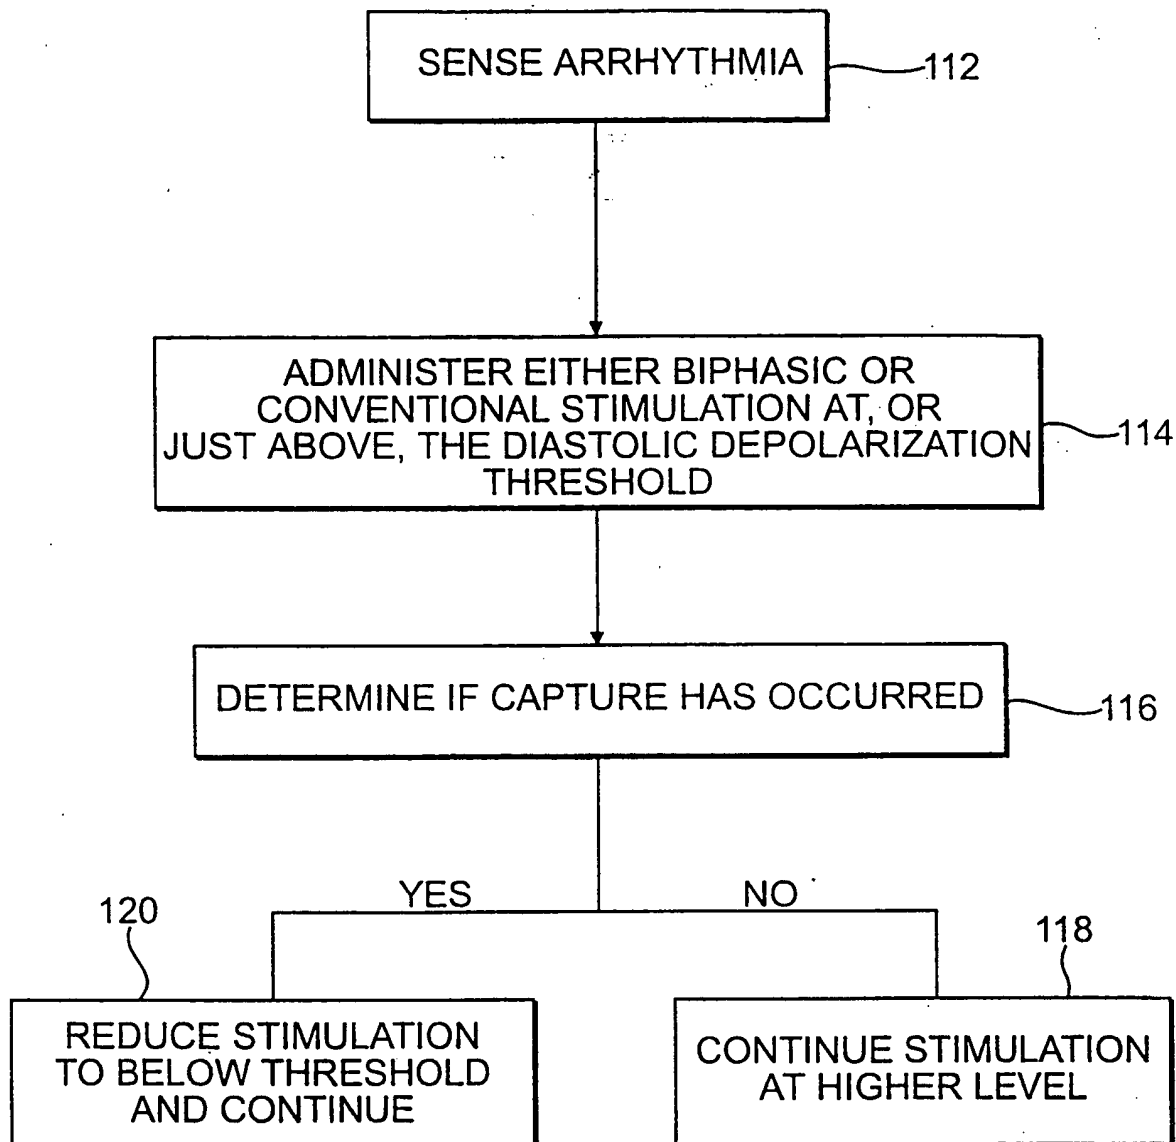 SENSE ARRHYTHMIA
112
ADMINISTER EITHER BIPHASIC OR
CONVENTIONAL STIMULATION AT, OR
JUST ABOVE, THE DIASTOLIC DEPOLARIZATION
THRESHOLD
114
DETERMINE IF CAPTURE HAS OCCURRED
116
YES
NO
120
118
REDUCE STIMULATION
TO BELOW THRESHOLD
AND CONTINUE
CONTINUE STIMULATION
AT HIGHER LEVEL